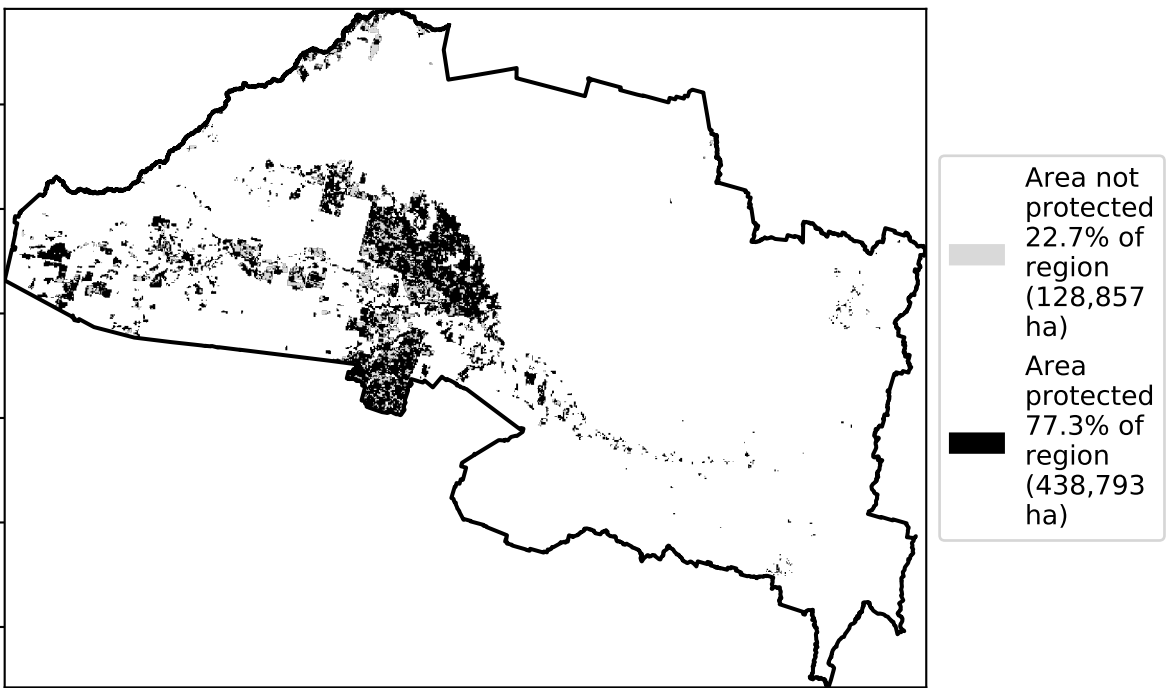 Area not
protected
22.7% of
region
(128,857
ha)
Area
protected
77.3% of
region
(438,793
ha)